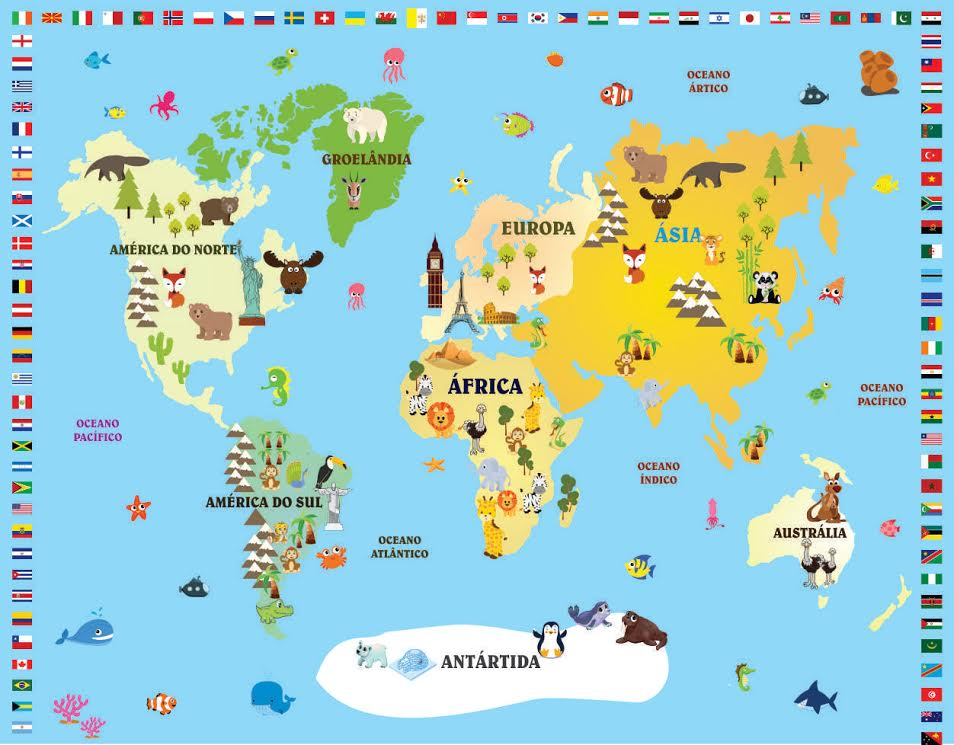 OCEANO
ÁRTICO
GROELÂNDIA
EUROPA
ÁSIA
AMÉRICA DO NORTE
ÁFRICA
OCEANO
PACÍFICO
OCEANO
PACÍFICO
OCEANO
ÍNDICO
AMÉRICA DO SUL
AUSTRÁLIA
OCEANO
ATLÂNTICO
ANTÁRTIDA